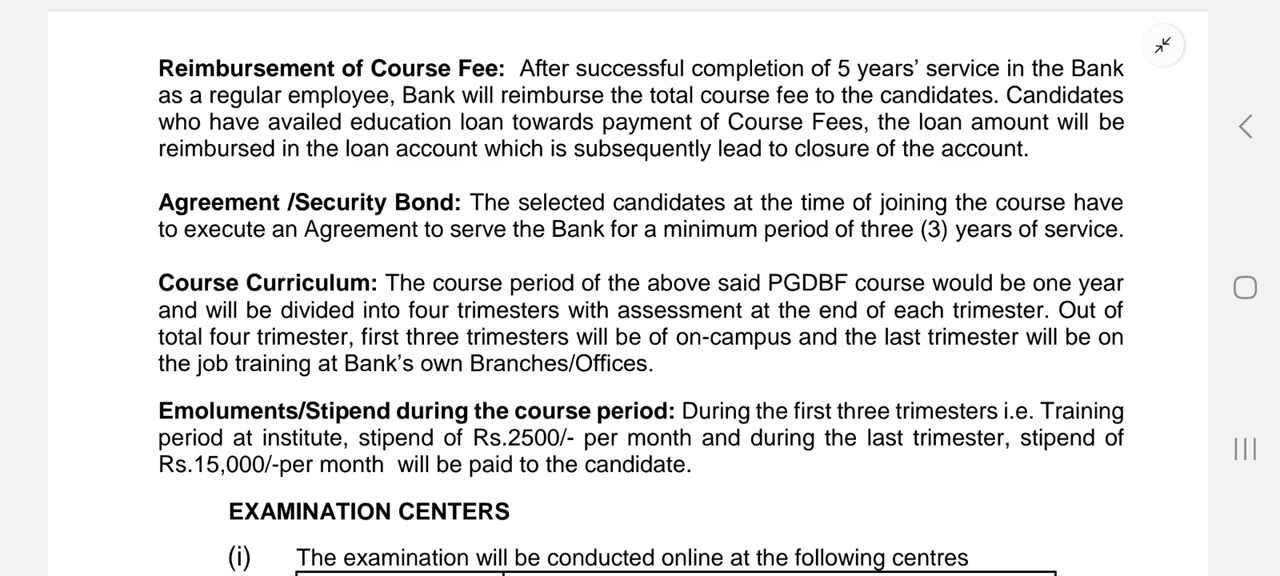 Reimbursement of Course Fee: After successful completion of 5 years’ service in the Bank
as a regular employee, Bank will reimburse the total course fee to the candidates. Candidates
who have availed education loan towards payment of Course Fees, the loan amount will be
reimbursed in the loan account which is subsequently lead to closure of the account.
Agreement /Security Bond: The selected candidates at the time of joining the course have
to execute an Agreement to serve the Bank for a minimum period of three (3) years of service.
Course Curriculum: The course period of the above said PGDBF course would be one year
and will be divided into four trimesters with assessment at the end of each trimester. Out of
total four trimester, first three trimesters will be of on-campus and the last trimester will be on
the job training at Bank’s own Branches/Offices.
Emoluments/Stipend during the course period: During the first three trimesters i.e. Training
period at institute, stipend of Rs.2500/- per month and during the last trimester, stipend of
Rs.15,000/-per month will be paid to the candidate.
EXAMINATION CENTERS
(i) The examination will be conducted online at the following centres